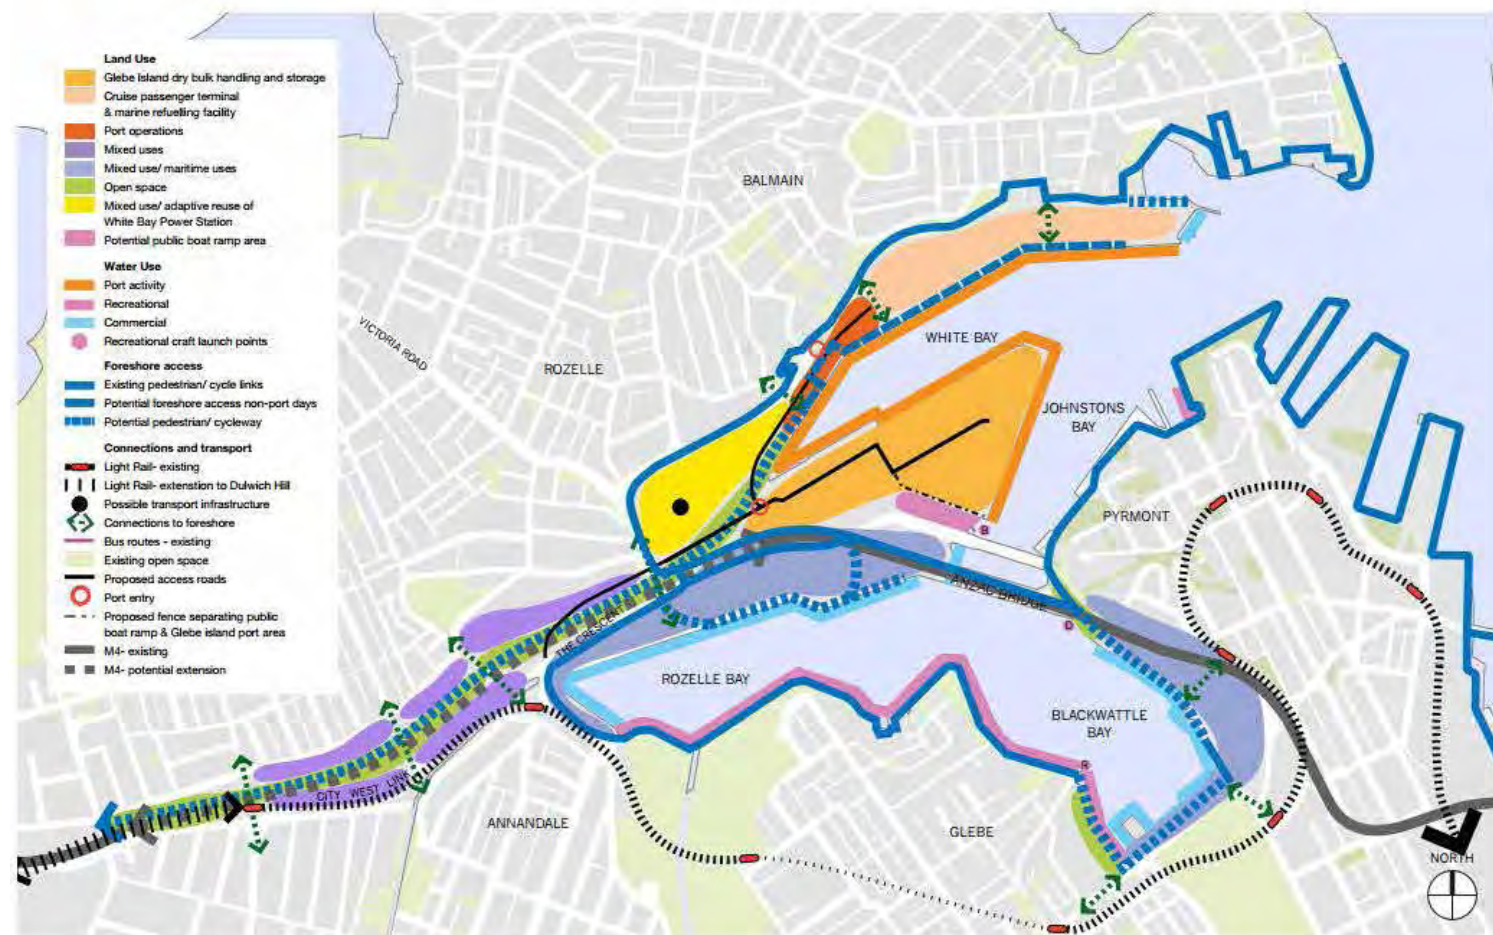 Land Use
Glebe Island dry bulk handling and storage
Cruise passenger terminal
& marine refuelling facility
Port operations
Mixed uses
Mixed use/ maritime uses
Open space
Mixed use/ adaptive reuse of
White Bay Power Station
Potential public boat ramp area
Water Use
Port activity
Recreational
Commercial
Recreational craft launch points
Foreshore access
Existing pedestrian/ cycle links
Potential foreshore access non-port days
Potential pedestrian/ cycleway
Connections and transport
Light Rail- existing
Light Rail- extenstion to Dulwich Hill
Possible transport infrastructure
Connections to foreshore
Bus routes - existing
Existing open space
Proposed access roads
Port entry
Proposed fence separating public
boat ramp & Glebe island port area
M4- existing
M4- potential extension
BALMAIN
VICTORIA ROAD
ROZELLE
WHITE BAY
JOHNSTONS
BAY
PYRMONT
B
ANZAC BRIDGE
THE CRESCENT
D
ROZELLE BAY
BLACKWATTLE
BAY
R
CITY WEST LINK
ANNANDALE
GLEBE
NORTH